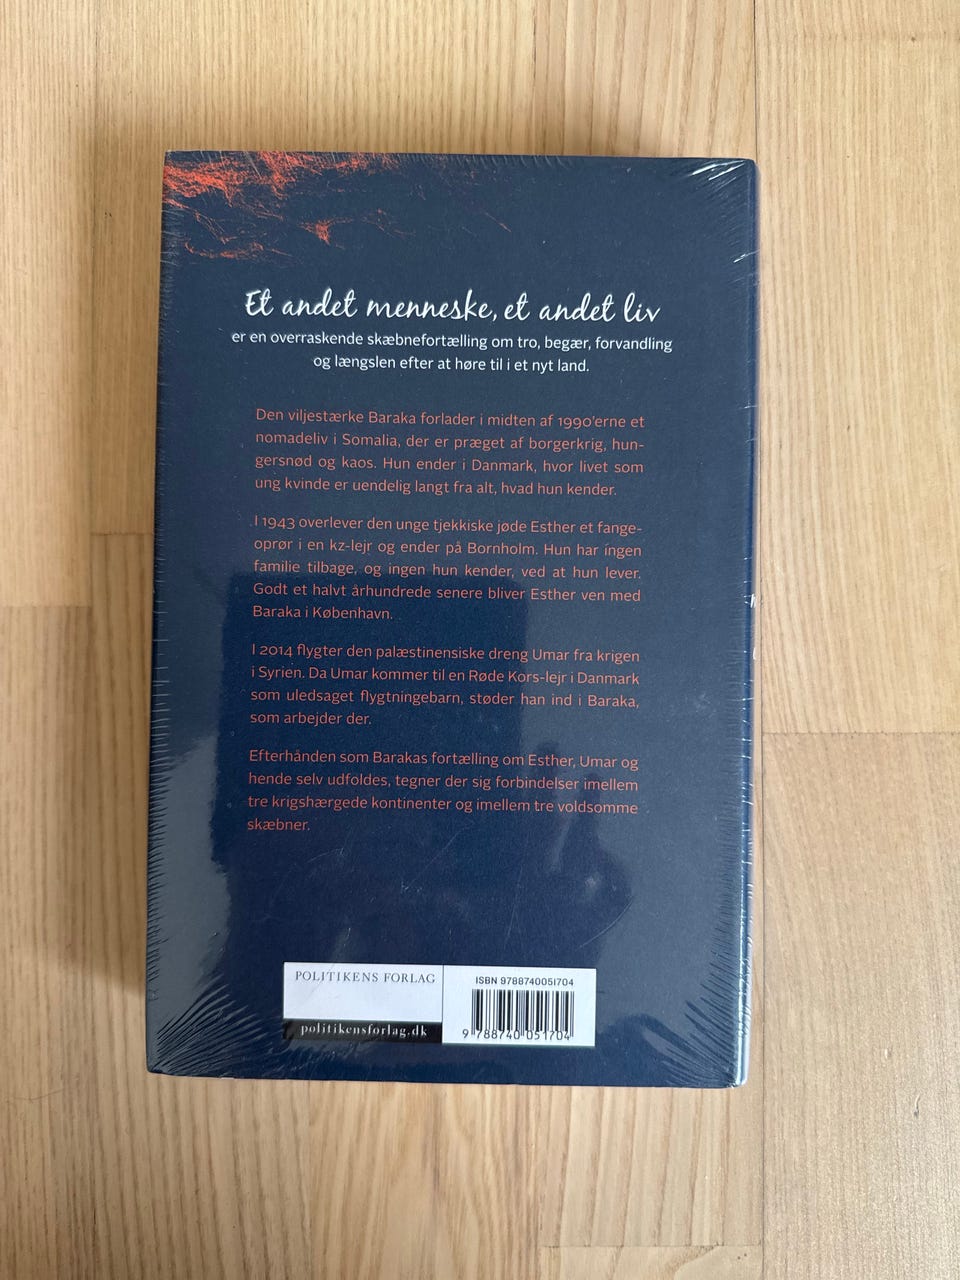 Et andet menneske, et andet liv
er en overraskende skæbnefortælling om tro, begær, forvandling
og længslen efter at høre til i et nyt land.
Den viljestærke Baraka forlader i midten af 1990'erne et
nomadeliv i Somalia, der er præget af borgerkrig, hun-
gersnød og kaos. Hun ender i Danmark, hvor livet som
ung kvinde er uendelig langt fra alt, hvad hun kender.
I 1943 overlever den unge tjekkiske jøde Esther et fange-
oprør i en kz-lejr og ender på Bornholm. Hun har ingen
familie tilbage, og ingen hun kender, ved at hun lever.
Godt et halvt århundrede senere bliver Esther ven med
Baraka i København.
I 2014 flygter den palæstinensiske dreng Umar fra krigen
i Syrien. Da Umar kommer til en Røde Kors-lejr i Danmark
som uledsaget flygtningebarn, støder han ind i Baraka,
som arbejder der.
Efterhånden som Barakas fortælling om Esther, Umar og
hende selv udfoldes, tegner der sig forbindelser imellem
tre krigshærgede kontinenter og imellem tre voldsomme
skæbner.
POLITIKENS FORLAG
politikensforlag.dk
ISBN 9788740051704
9 788740 051704